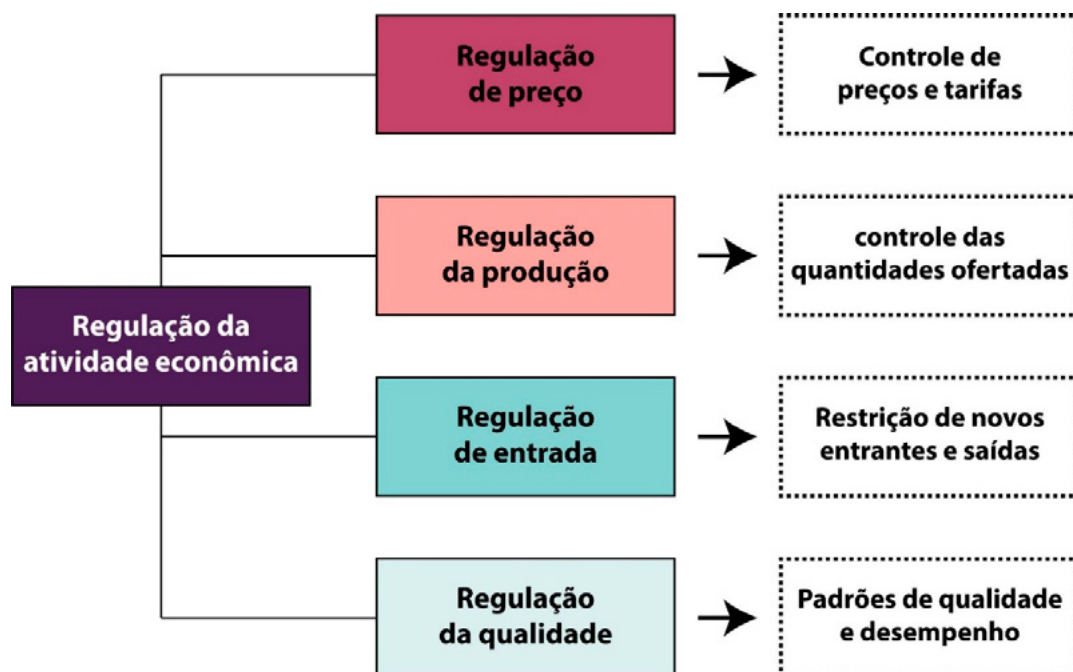 Regulação da
atividade econômica
Regulação
de preço
Controle de
preços e tarifas
Regulação
da produção
controle das
quantidades ofertadas
Regulação
de entrada
Restrição de novos
entrantes e saídas
Regulação
da qualidade
Padrões de qualidade
e desempenho